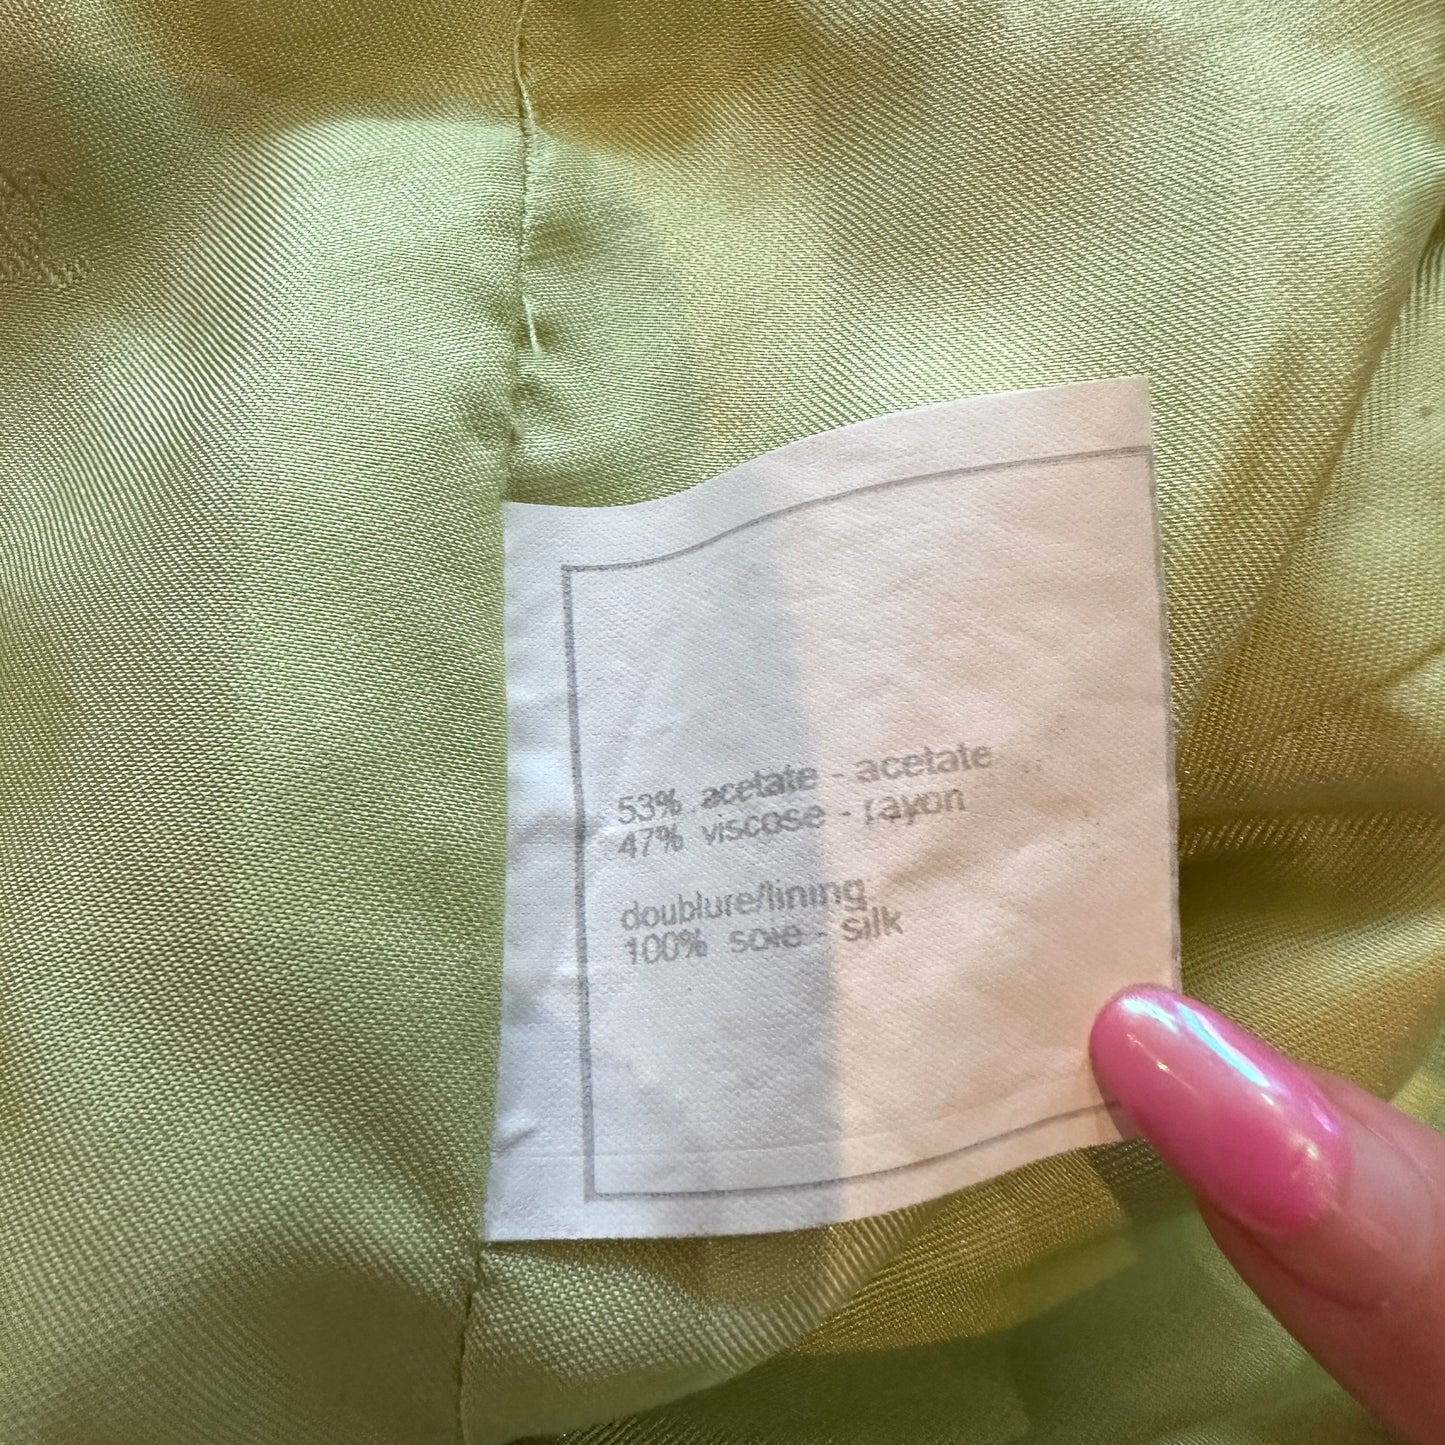 53% acetate - acetate
47% viscose - rayon
doublure/lining
100% soie - silk